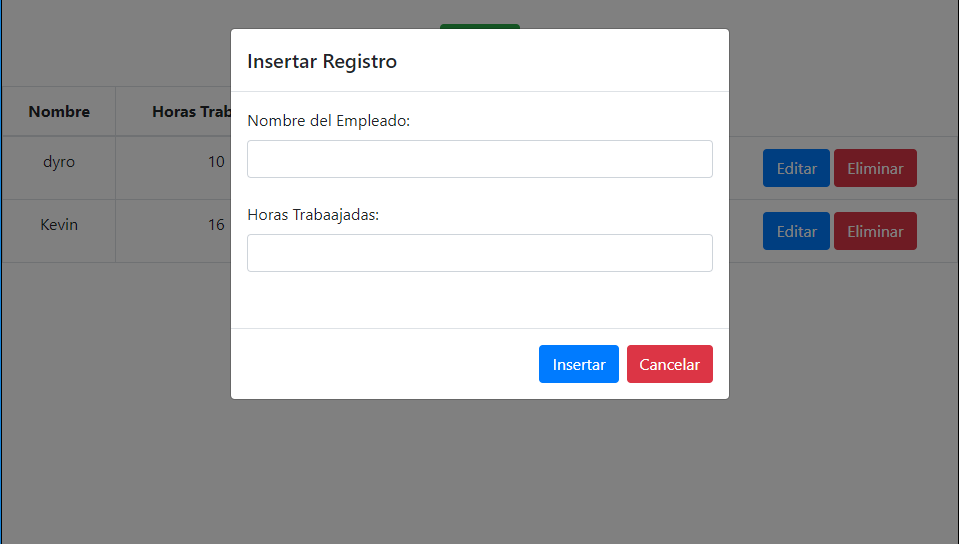 Insertar Registro
Nombre Horas Trab
Nombre del Empleado:
dyro 10 Editar Eliminar
Horas Trabaajadas:
Kevin 16 Editar Eliminar
Insertar Cancelar